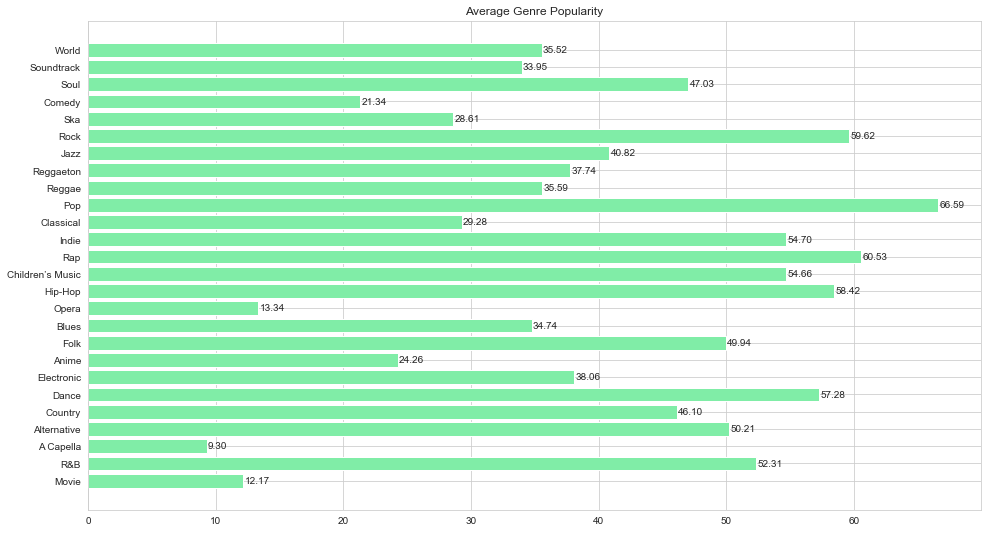 Average Genre Popularity
World 35.52
Soundtrack 33.95
Soul 47.03
Comedy 21.34
Ska 28.61
Rock 59.62
Jazz 40.82
Reggaeton 37.74
Reggae 35.59
Pop 66.59
Classical 29.28
Indie 54.70
Rap 60.53
Children's Music 54.66
Hip-Hop 58.42
Opera 13.34
Blues 34.74
Folk 49.94
Anime 24.26
Electronic 38.06
Dance 57.28
Country 46.10
Alternative 50.21
A Capella 9.30
R&B 52.31
Movie 12.17
0 10 20 30 40 50 60